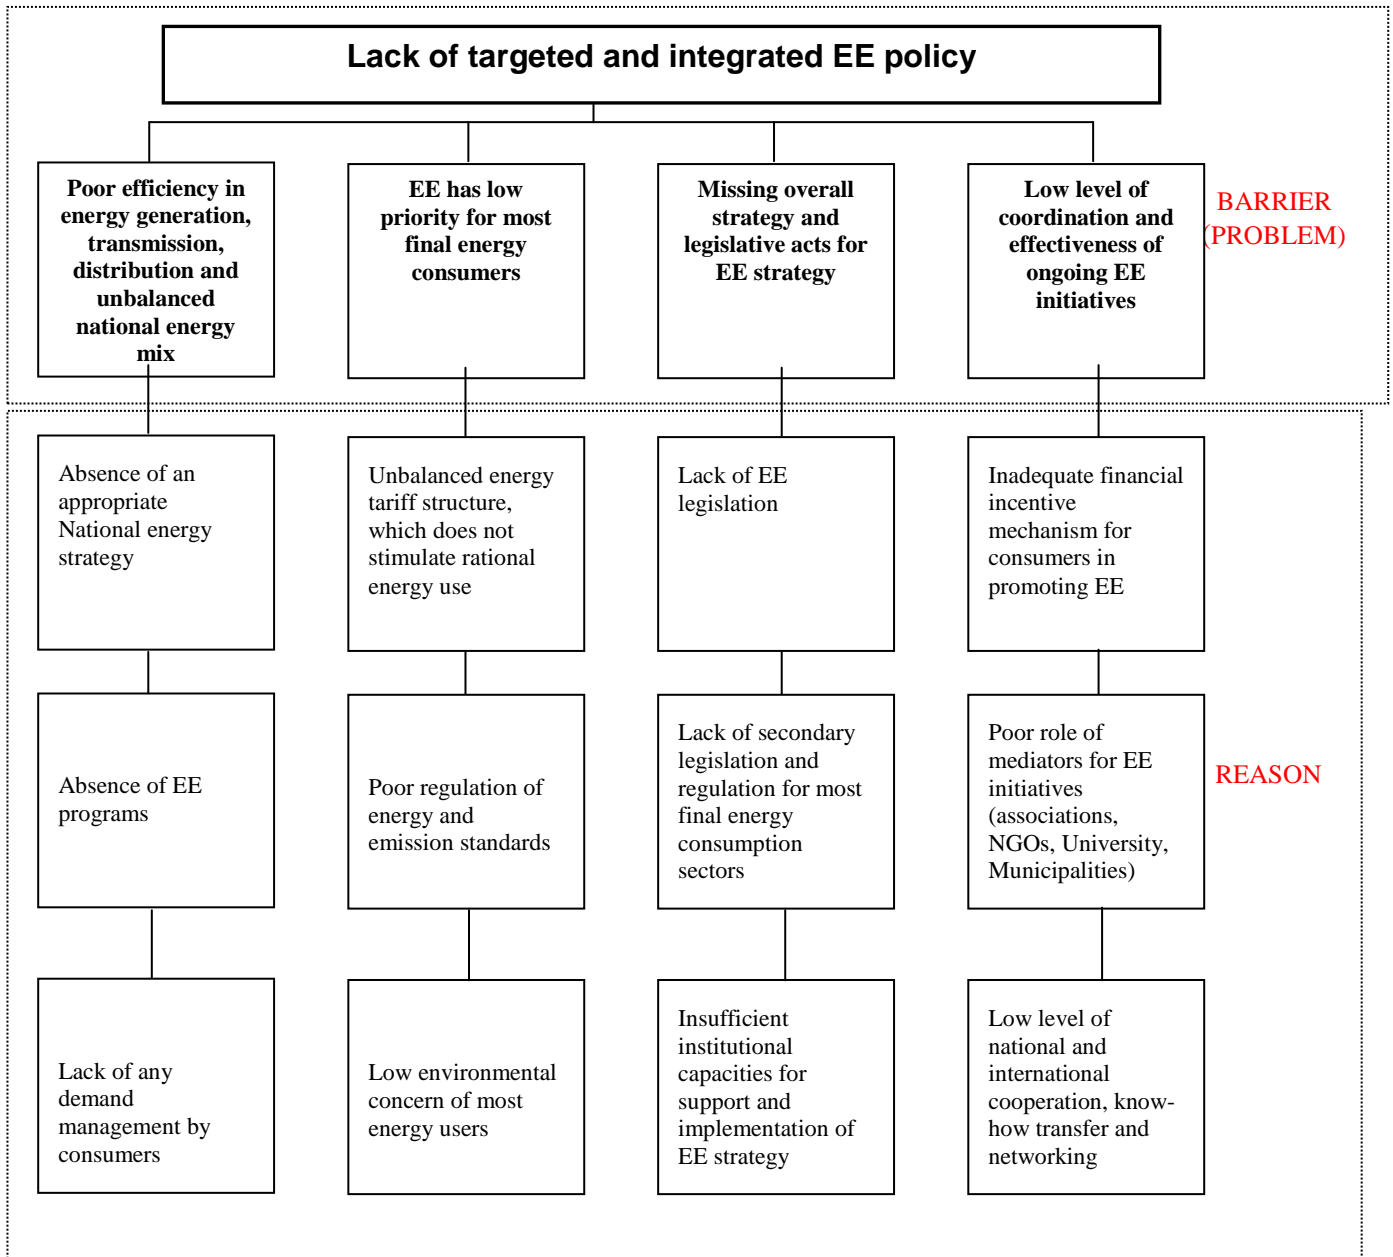 Lack of targeted and integrated EE policy
Poor efficiency in
energy generation,
transmission,
distribution and
unbalanced
national energy
mix
EE has low
priority for most
final energy
consumers
Missing overall
strategy and
legislative acts for
EE strategy
Low level of
coordination and
effectiveness of
ongoing EE
initiatives
BARRIER
(PROBLEM)
Absence of an
appropriate
National energy
strategy
Unbalanced energy
tariff structure,
which does not
stimulate rational
energy use
Lack of EE
legislation
Inadequate financial
incentive
mechanism for
consumers in
promoting EE
Absence of EE
programs
Poor regulation of
energy and
emission standards
Lack of secondary
legislation and
regulation for most
final energy
consumption
sectors
Poor role of
mediators for EE
initiatives
(associations,
NGOs, University,
Municipalities)
REASON
Lack of any
demand
management by
consumers
Low environmental
concern of most
energy users
Insufficient
institutional
capacities for
support and
implementation of
EE strategy
Low level of
national and
international
cooperation, know-
how transfer and
networking